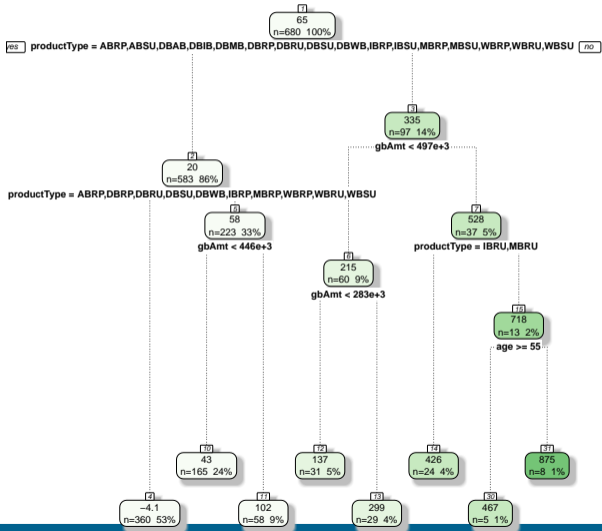 1
65
n=680 100%
yes productType = ABRP,ABSU,DBAB,DBIB,DBMB,DBRP,DBRU,DBSU,DBWB,IBRP,IBSU,MBRP,MBSU,WBRP,WBRU,WBSU no
3
335
n=97 14%
gbAmt < 497e+3
2
20
n=583 86%
productType = ABRP,DBRP,DBRU,DBSU,DBWB,IBRP,MBRP,WBRP,WBRU,WBSU
5
58
n=223 33%
gbAmt < 446e+3
7
528
n=37 5%
productType = IBRU,MBRU
6
215
n=60 9%
gbAmt < 283e+3
15
718
n=13 2%
age >= 55
10
43
n=165 24%
12
137
n=31 5%
14
426
n=24 4%
31
875
n=8 1%
4
−4.1
n=360 53%
11
102
n=58 9%
13
299
n=29 4%
30
467
n=5 1%